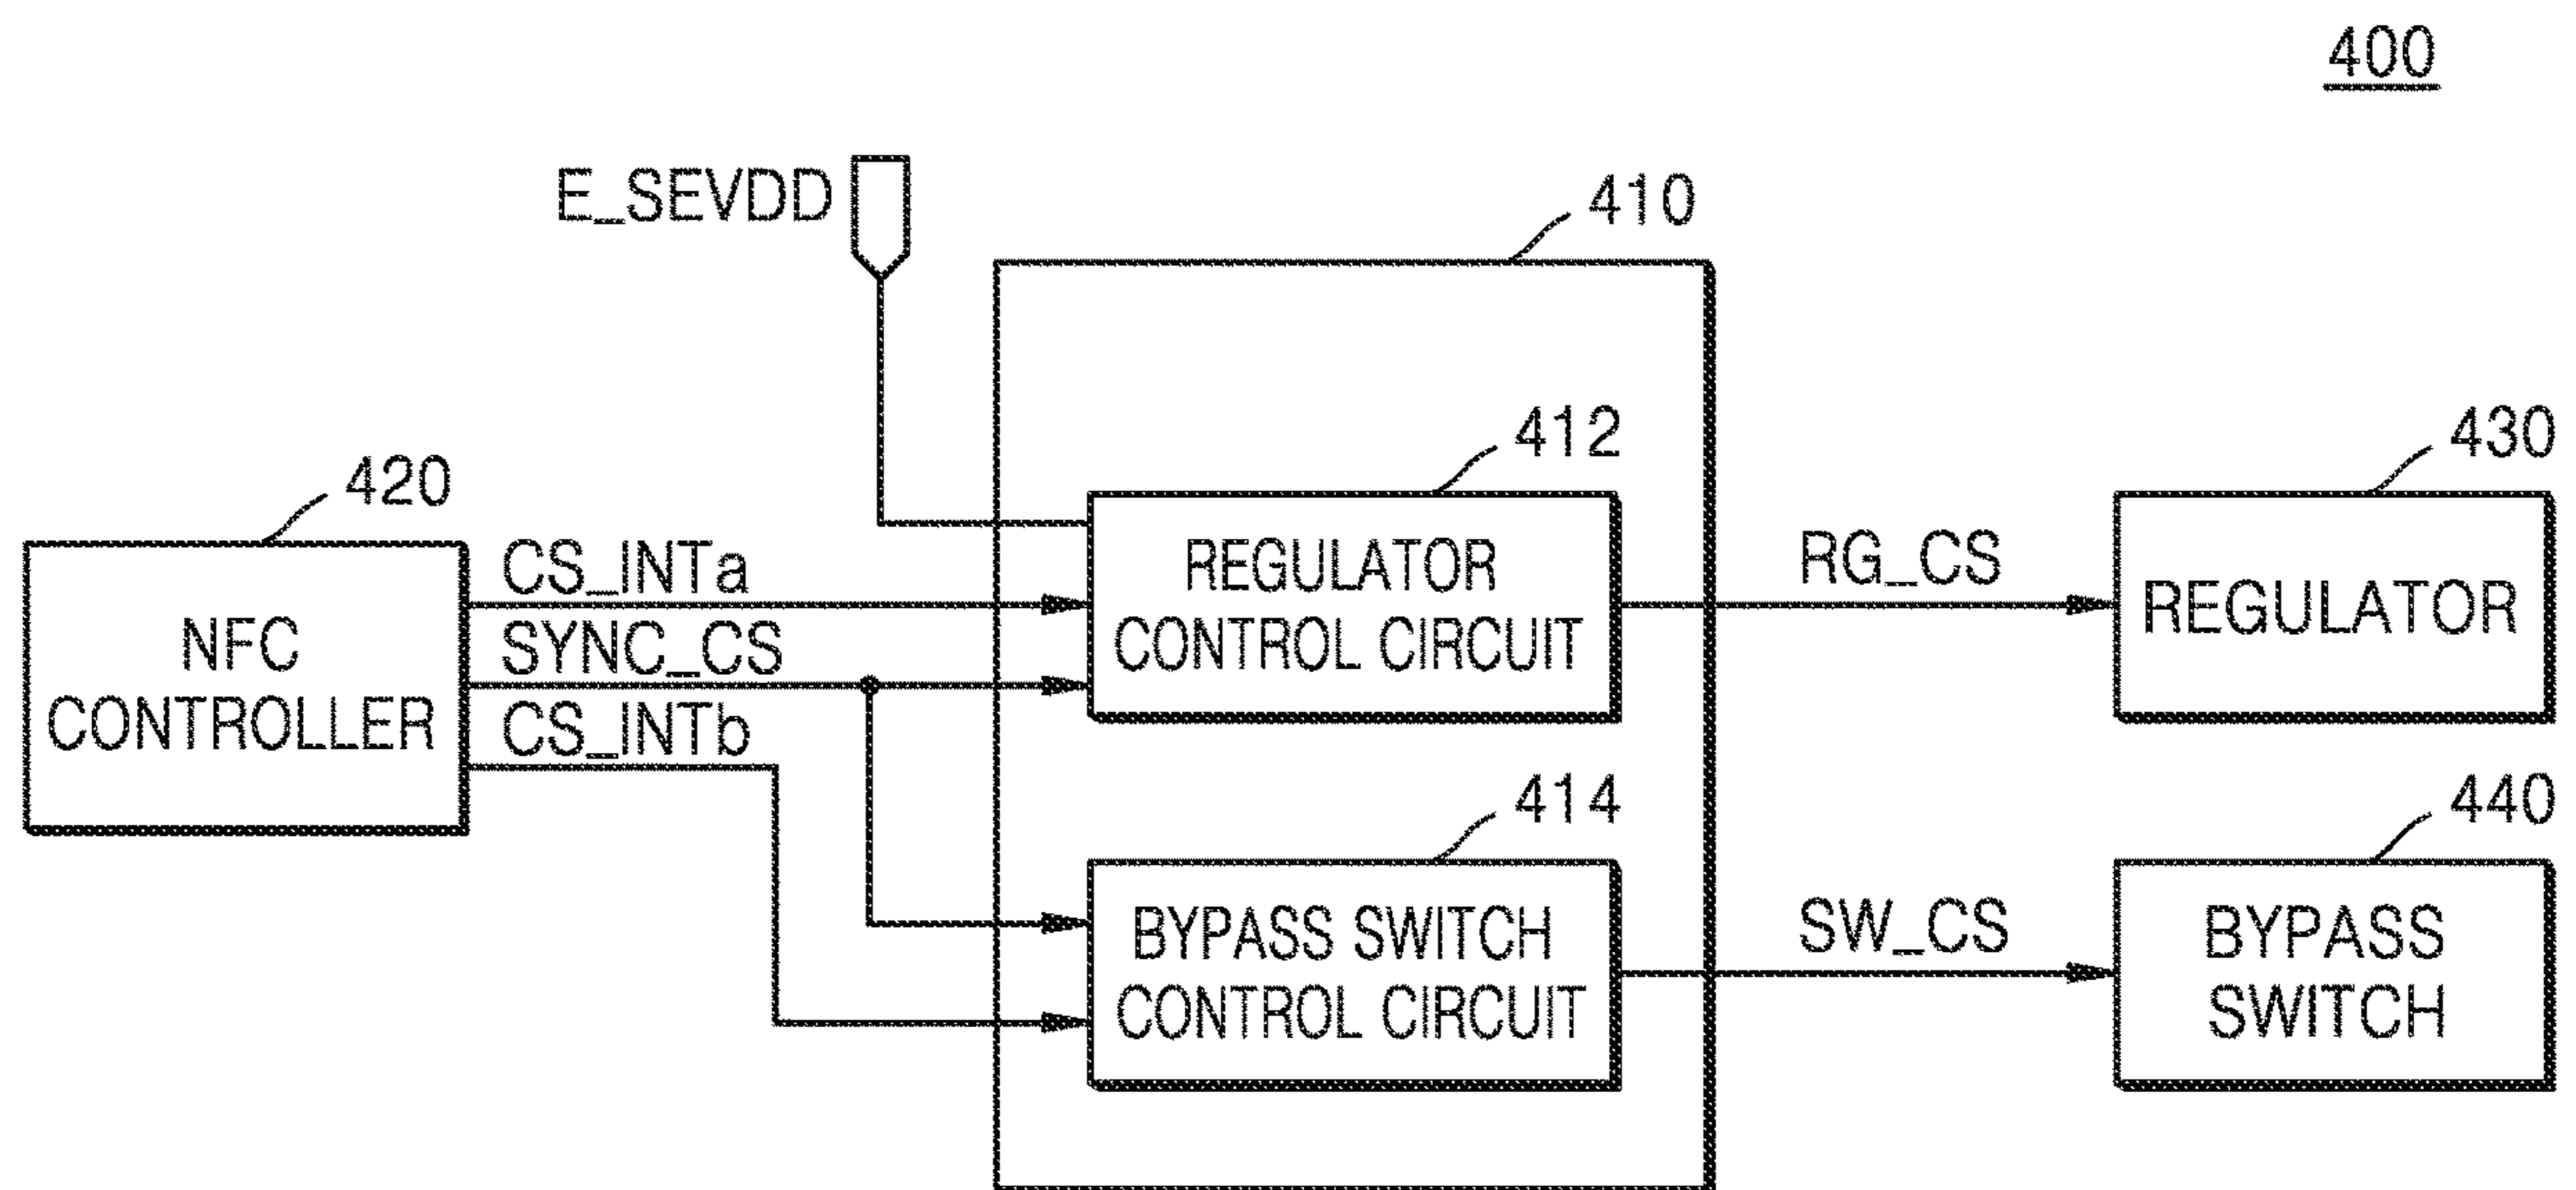 400
E_SEVDD
410
412
430
420
CS_INTa
REGULATOR
CONTROL CIRCUIT
RG_CS
REGULATOR
NFC
CONTROLLER
SYNC_CS
CS_INTb
414
440
BYPASS SWITCH
CONTROL CIRCUIT
SW_CS
BYPASS
SWITCH